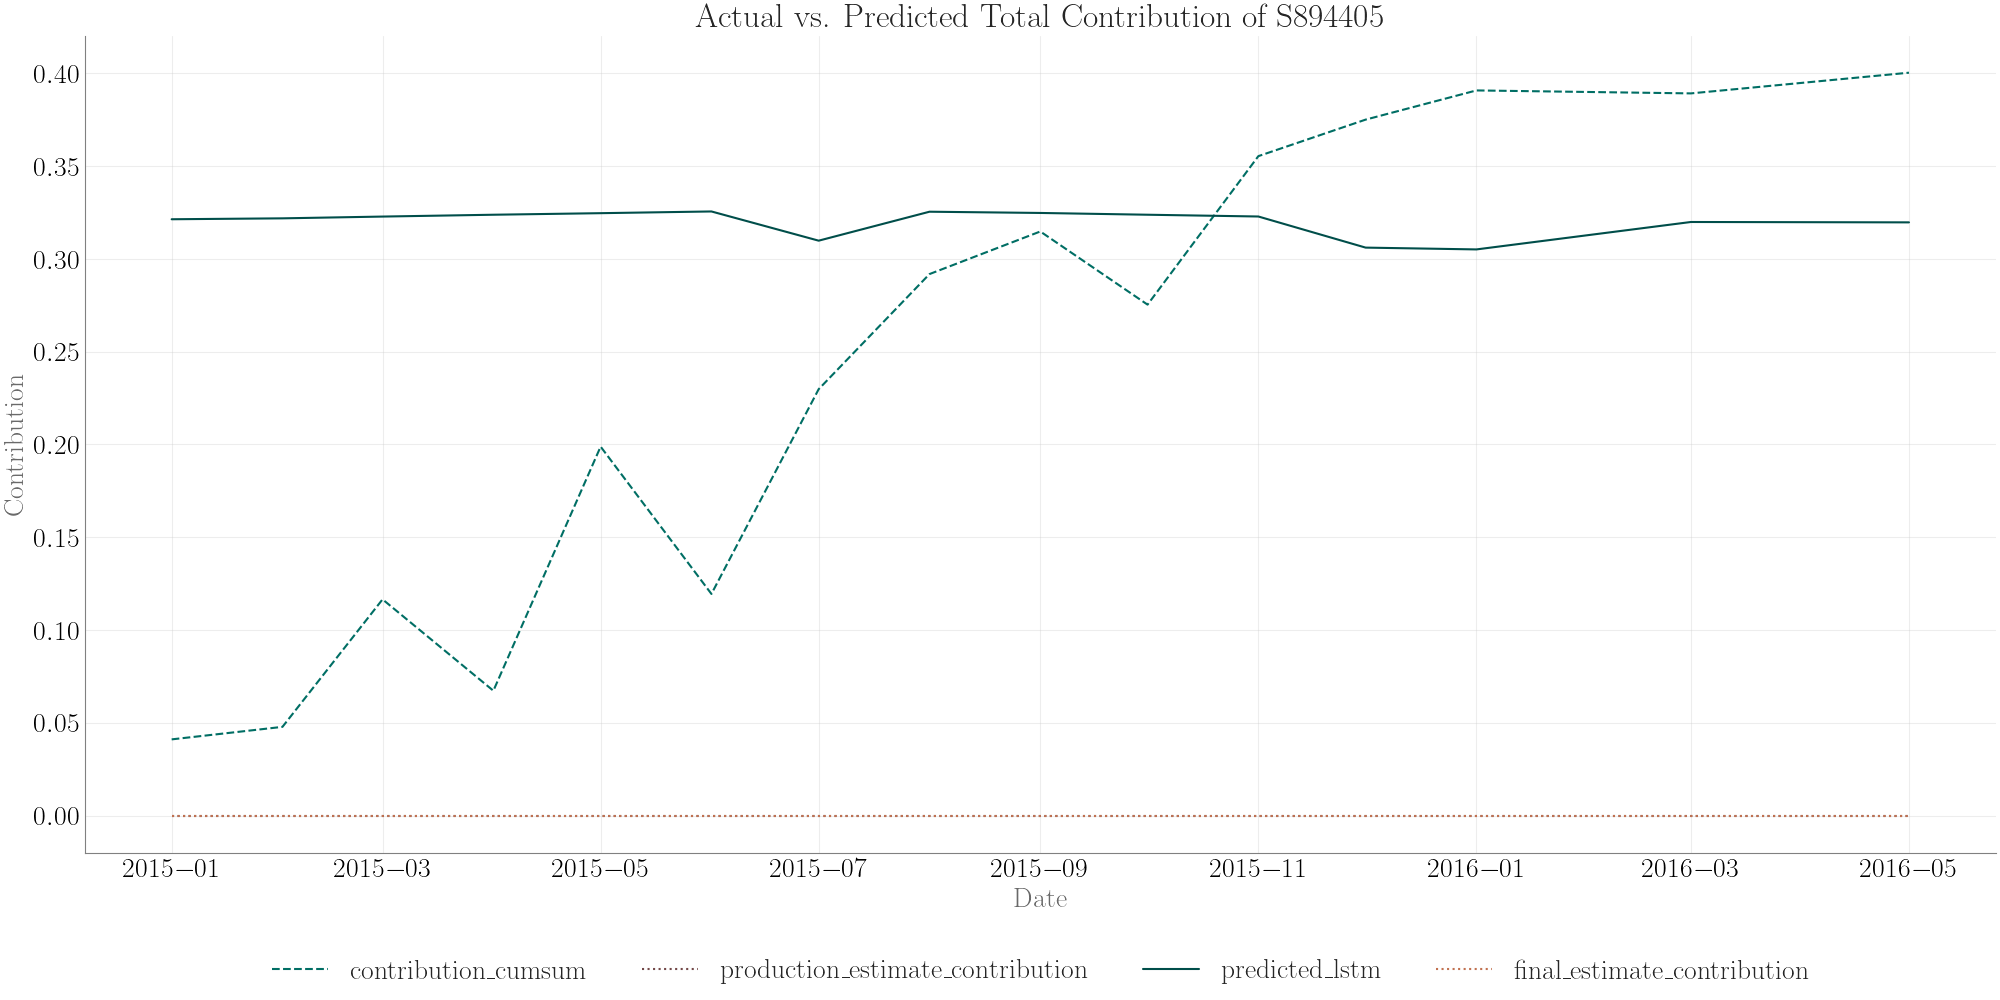 Actual vs. Predicted Total Contribution of S894405
0.40
0.35
0.30
0.25
0.20
0.15
0.10
0.05
0.00
Contribution
2015−01 2015−03 2015−05 2015−07 2015−09 2015−11 2016−01 2016−03 2016−05
Date
contribution_cumsum production_estimate_contribution predicted_lstm final_estimate_contribution